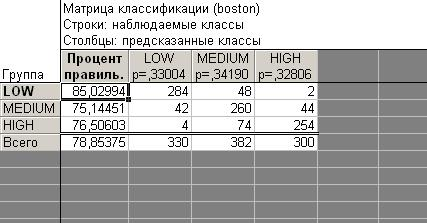 Матрица классификации (boston)
Строки: наблюдаемые классы
Столбцы: предсказанные классы
Группа Процент правиль. LOW p=,33004 MEDIUM p=,34190 HIGH p=,32806
LOW 85,02994 284 48 2
MEDIUM 75,14451 42 260 44
HIGH 76,50603 4 74 254
Всего 78,85375 330 382 300